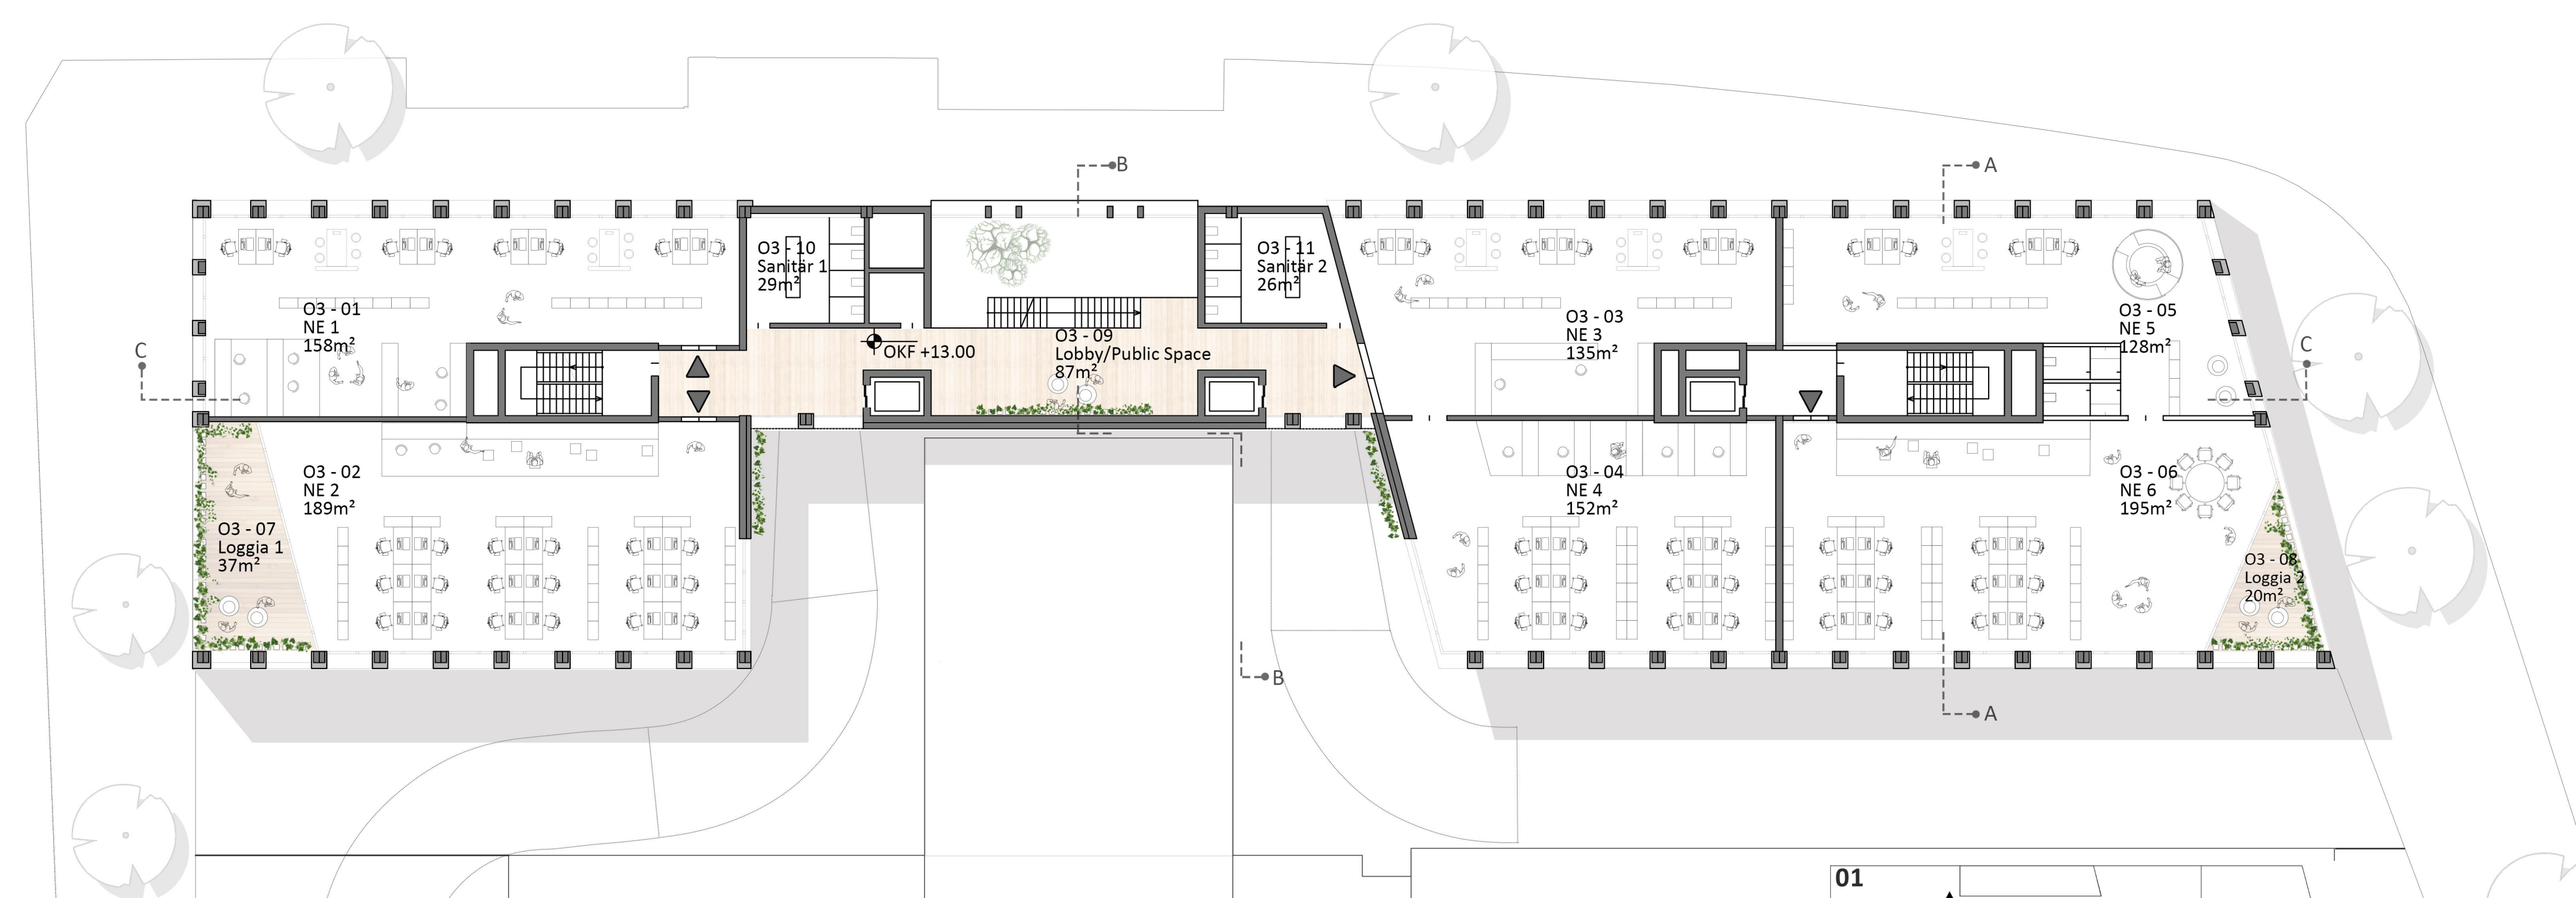 B
A
O3 - 10
Sanitär 1
29m²
O3 - 11
Sanitär 2
26m²
O3 - 01
NE 1
158m²
O3 - 03
NE 3
135m²
O3 - 05
NE 5
128m²
C
OKF +13.00
O3 - 09
Lobby/Public Space
87m²
C
O3 - 02
NE 2
189m²
O3 - 04
NE 4
152m²
O3 - 06
NE 6
195m²
O3 - 07
Loggia 1
37m²
O3 - 08
Loggia 2
20m²
B
A
01